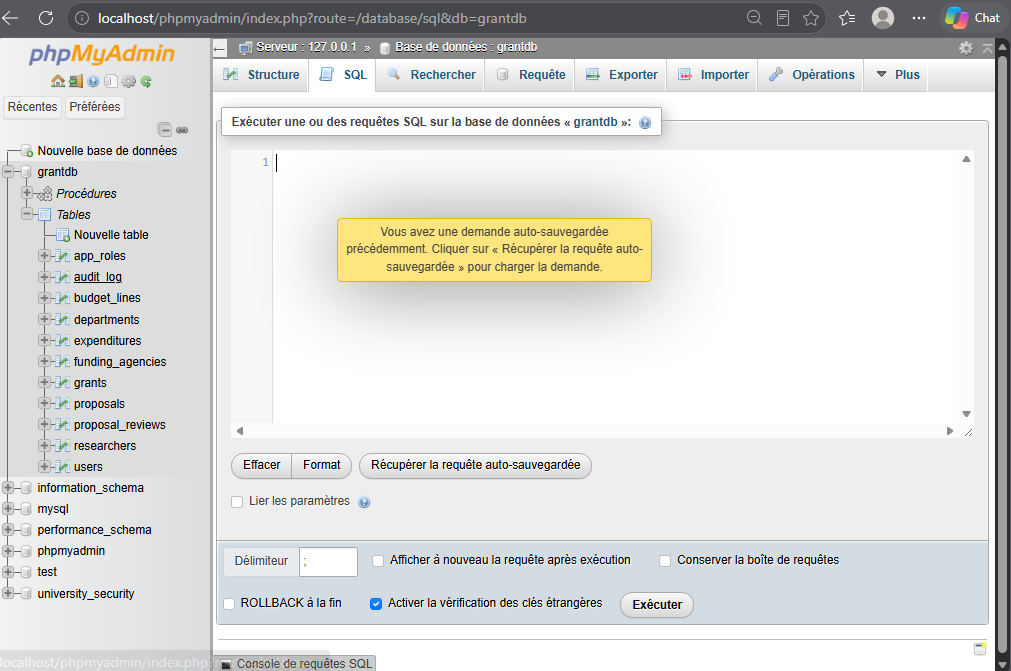 localhost/phpmyadmin/index.php?route=/database/sql&db=grantdb
Chat
phpMyAdmin
Récentes
Préférées
Nouvelle base de données
grantdb
Procédures
Tables
Nouvelle table
app_roles
audit_log
budget_lines
departments
expenditures
funding_agencies
grants
proposals
proposal_reviews
researchers
users
information_schema
mysql
performance_schema
phpmyadmin
test
university_security
localhost/phpmyadmin/index.php?r
Serveur : 127.0.0.1 » Base de données : grantdb
Structure
SQL
Rechercher
Requête
Exporter
Importer
Opérations
Plus
Exécuter une ou des requêtes SQL sur la base de données « grantdb »:
1
Vous avez une demande auto-sauvegardée
précédemment. Cliquer sur « Récupérer la requête auto-
sauvegardée » pour charger la demande.
Effacer
Format
Récupérer la requête auto-sauvegardée
Lier les paramètres
Délimiteur
;
Afficher à nouveau la requête après exécution
Conserver la boîte de requêtes
ROLLBACK à la fin
Activer la vérification des clés étrangères
Exécuter
Console de requêtes SQL